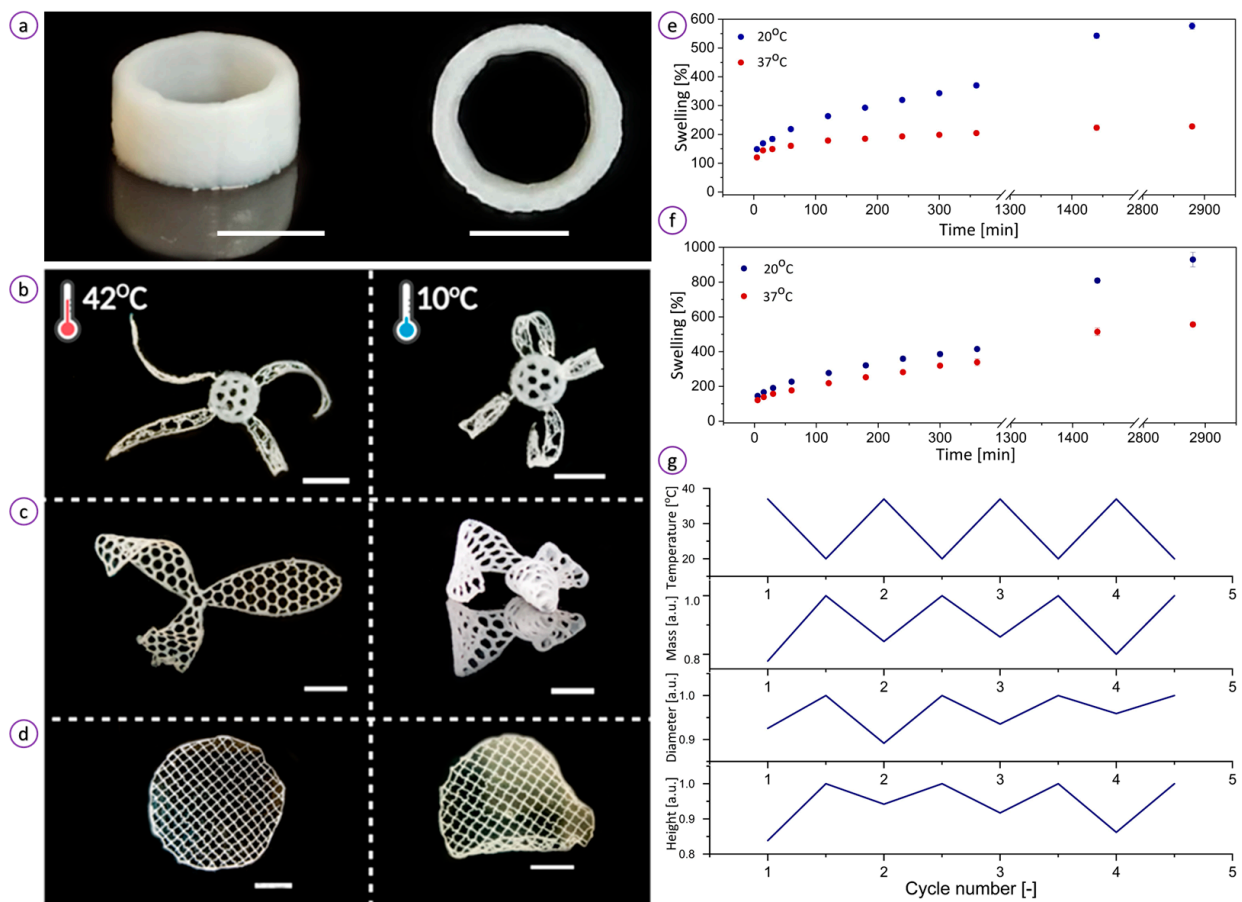 a
b
42°C
10°C
c
d
e
20°C
37°C
Swelling [%]
600
500
400
300
200
100
0
0 100 200 300 1300 1400 2800 2900
Time [min]
f
20°C
37°C
Swelling [%]
1000
800
600
400
200
0
0 100 200 300 1300 1400 2800 2900
Time [min]
g
Temperature [°C]
40
30
20
1 2 3 4 5
Mass [a.u.]
1.0
0.8
1 2 3 4 5
Diameter [a.u.]
1.0
0.9
1 2 3 4 5
Height [a.u.]
1.0
0.9
0.8
1 2 3 4 5
Cycle number [-]